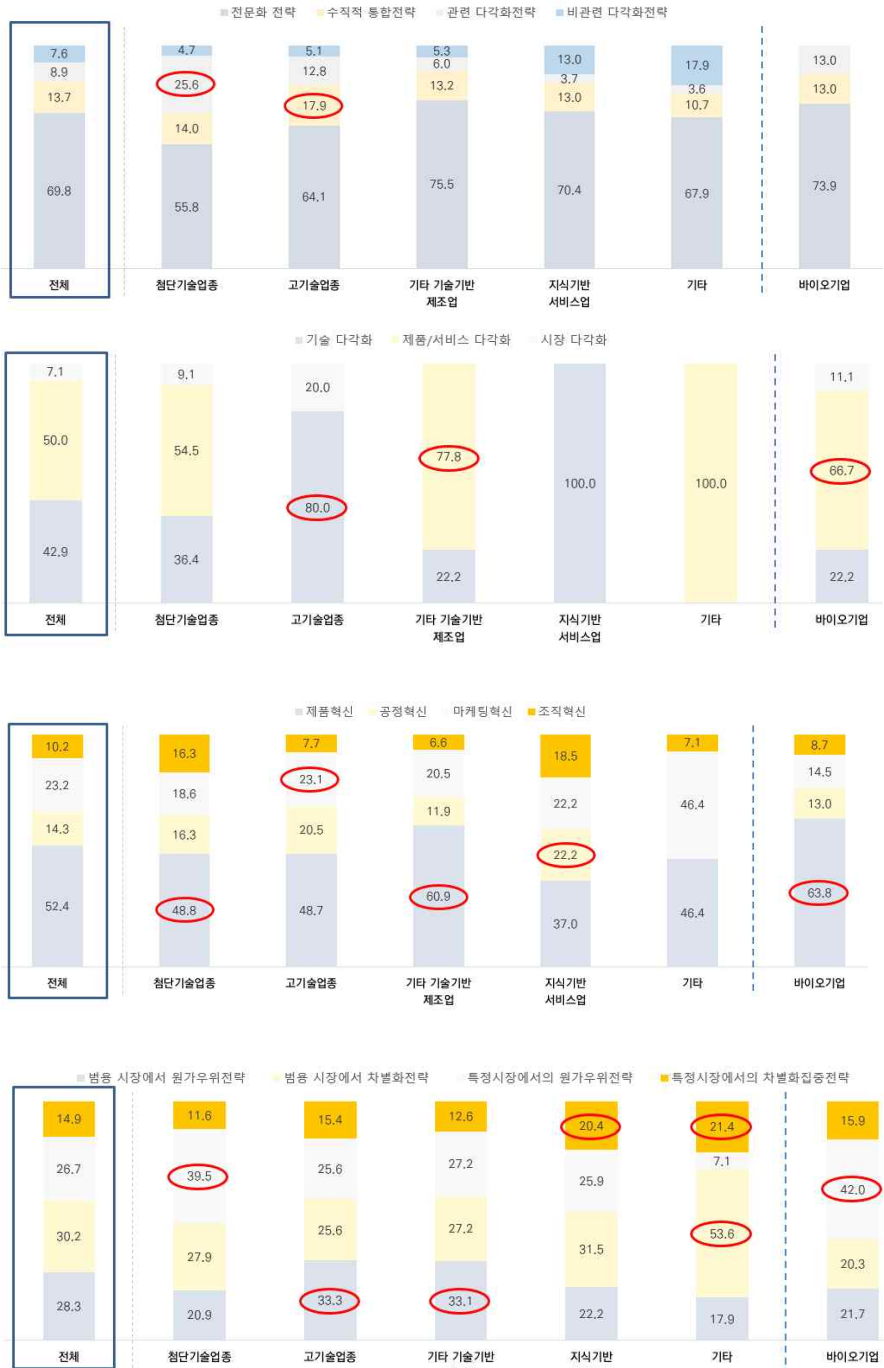 전문화 전략 수직적 통합전략 관련 다각화전략 비관련 다각화전략
7.6 4.7 5.1 5.3 13.0 17.9 13.0
8.9 25.6 12.8 6.0 3.7 3.6 13.0
13.7 14.0 17.9 13.2 13.0 10.7 73.9
69.8 55.8 64.1 75.5 70.4 67.9
전체 첨단기술업종 고기술업종 기타 기술기반 지식기반 기타 바이오기업
제조업 서비스업
기술 다각화 제품/서비스 다각화 시장 다각화
7.1 9.1 20.0 77.8 100.0 100.0 11.1
50.0 54.5 80.0 22.2 66.7
42.9 36.4 22.2
전체 첨단기술업종 고기술업종 기타 기술기반 지식기반 기타 바이오기업
제조업 서비스업
제품혁신 공정혁신 마케팅혁신 조직혁신
10.2 16.3 7.7 6.6 18.5 7.1 8.7
23.2 18.6 23.1 20.5 22.2 46.4 14.5
14.3 16.3 20.5 11.9 22.2 46.4 13.0
52.4 48.8 48.7 60.9 37.0 63.8
전체 첨단기술업종 고기술업종 기타 기술기반 지식기반 기타 바이오기업
제조업 서비스업
범용 시장에서 원가우위전략 범용 시장에서 차별화전략 특정시장에서의 원가우위전략 특정시장에서의 차별화집중전략
14.9 11.6 15.4 12.6 20.4 21.4 15.9
26.7 39.5 25.6 27.2 25.9 7.1 42.0
30.2 27.9 25.6 27.2 31.5 53.6 20.3
28.3 20.9 33.3 33.1 22.2 17.9 21.7
전체 첨단기술업종 고기술업종 기타 기술기반 지식기반 기타 바이오기업